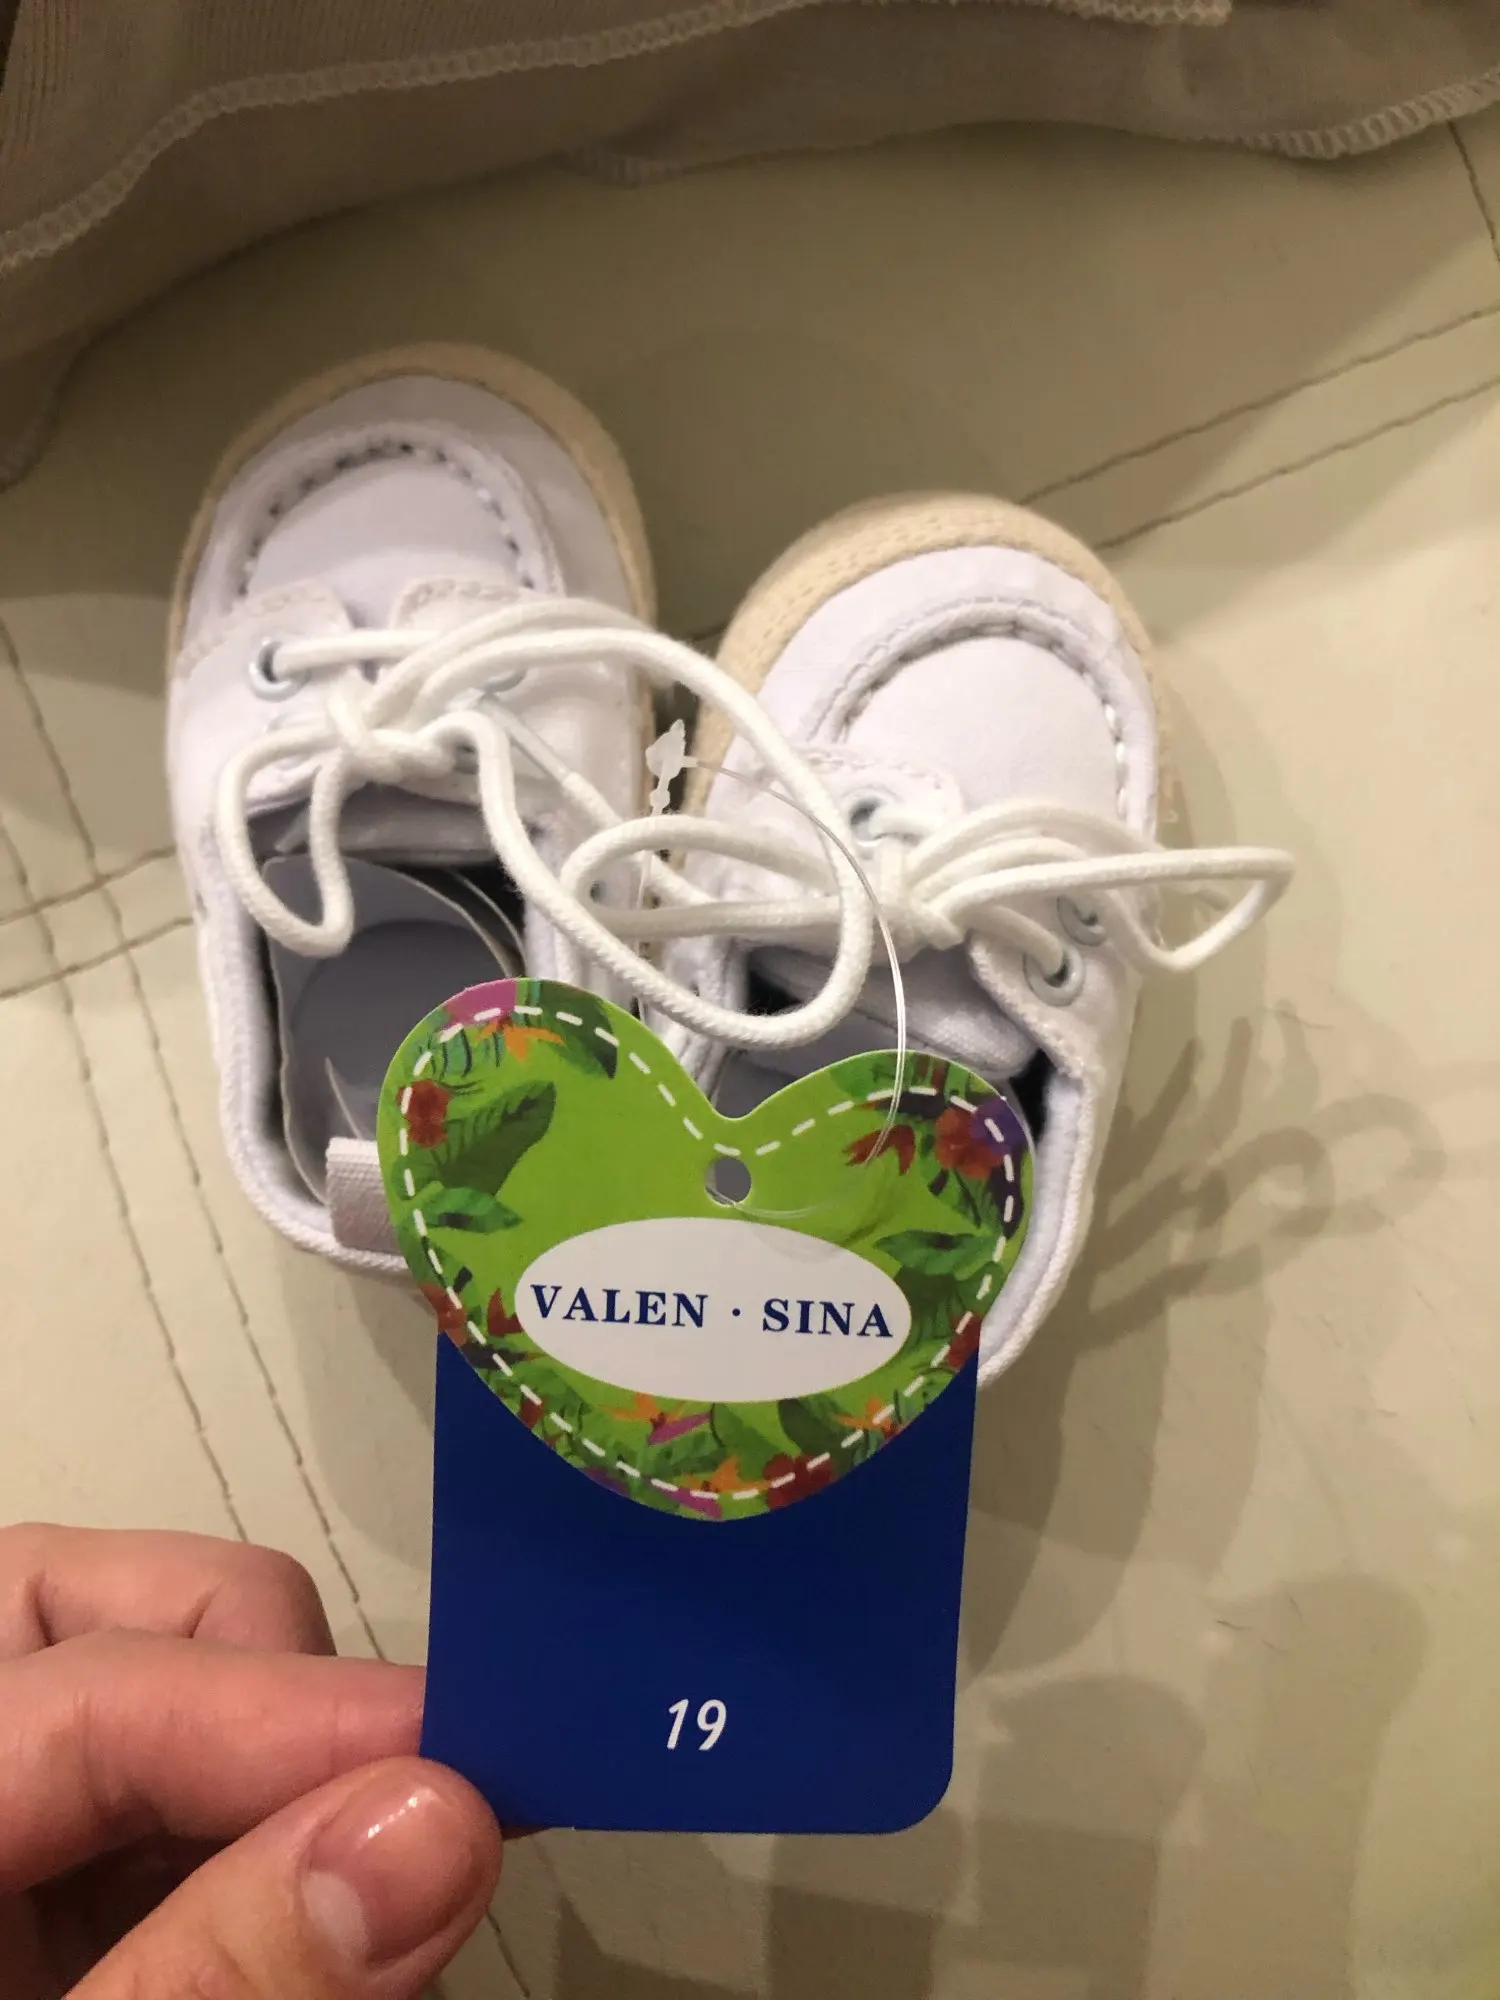 VALEN · SINA
19